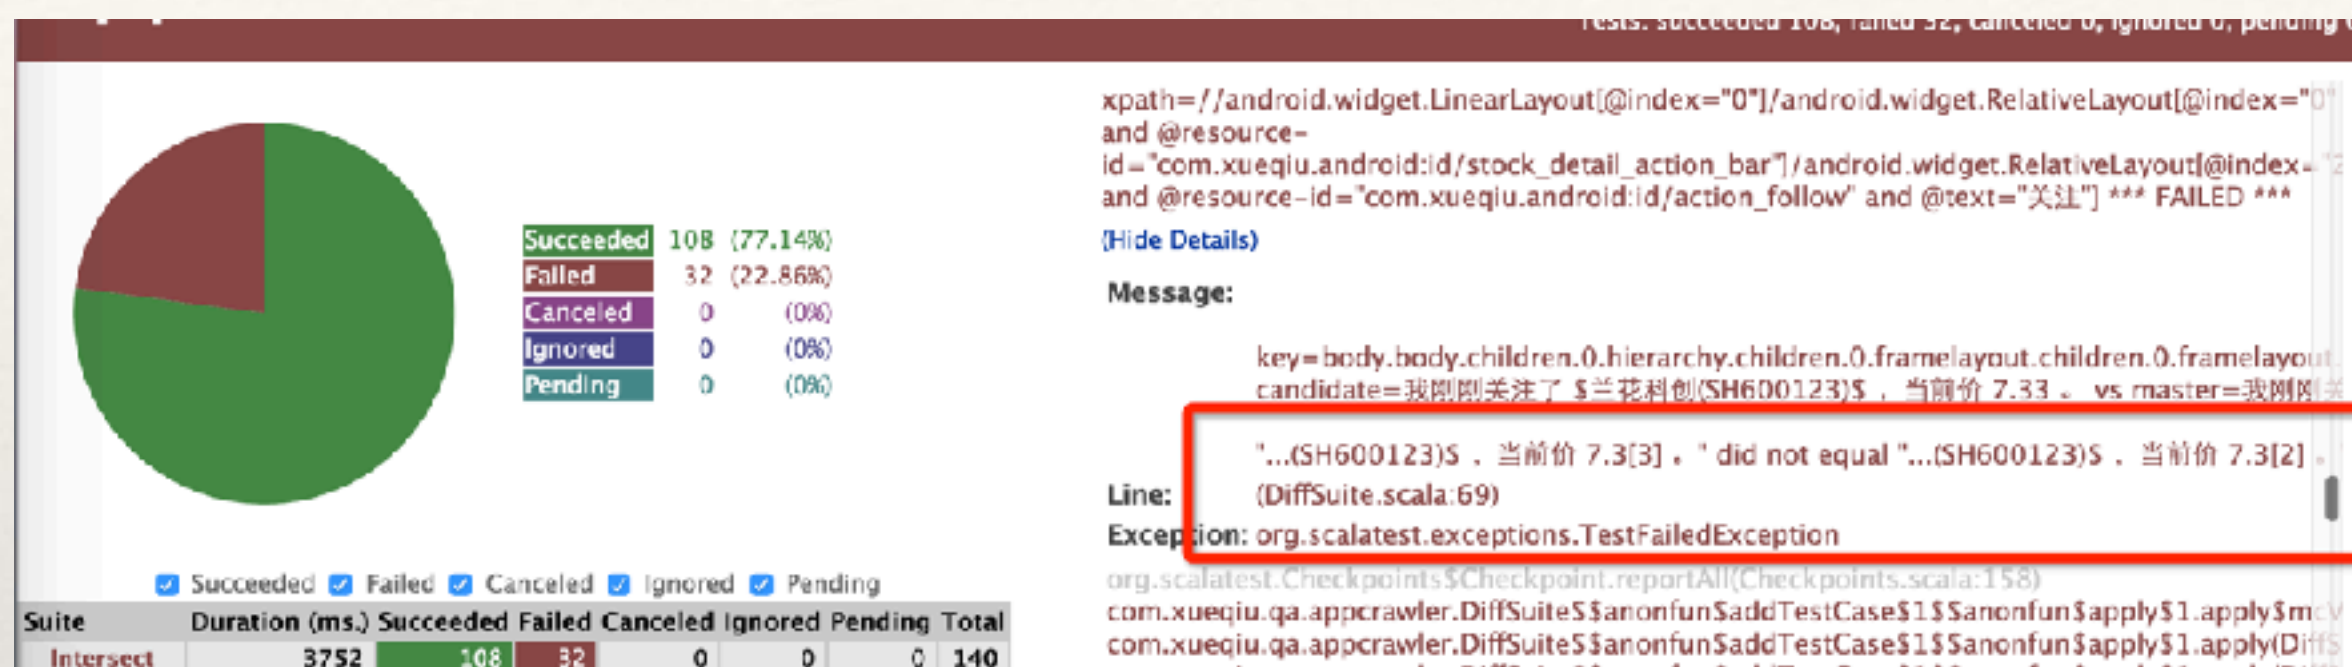 Tests: succeeded 108, failed 32, canceled 0, ignored 0, pending
Succeeded 108 (77.14%)
Failed 32 (22.86%)
Canceled 0 (0%)
Ignored 0 (0%)
Pending 0 (0%)
Succeeded Failed Canceled Ignored Pending
Suite Duration (ms.) Succeeded Failed Canceled Ignored Pending Total
Intersect 3752 108 32 0 0 0 140
xpath=//android.widget.LinearLayout[@index="0"]/android.widget.RelativeLayout[@index="0"
and @resource-
id="com.xueqiu.android:id/stock_detail_action_bar"]/android.widget.RelativeLayout[@index="2
and @resource-id="com.xueqiu.android:id/action_follow" and @text="关注"] *** FAILED ***
(Hide Details)
Message:
key=body.body.children.0.hierarchy.children.0.framelayout.children.0.framelayout.
candidate=我刚刚关注了 $兰花科创(SH600123)$ ，当前价 7.33 。 vs master=我刚刚关
"...(SH600123)$ ，当前价 7.3[3] 。" did not equal "...(SH600123)$ ，当前价 7.3[2] 。
Line: (DiffSuite.scala:69)
Exception: org.scalatest.exceptions.TestFailedException
org.scalatest.Checkpoints$Checkpoint.reportAll(Checkpoints.scala:158)
com.xueqiu.qa.appcrawler.DiffSuite$$anonfun$addTestCase$1$$anonfun$apply$1.apply$mcV
com.xueqiu.qa.appcrawler.DiffSuite$$anonfun$addTestCase$1$$anonfun$apply$1.apply(DiffS